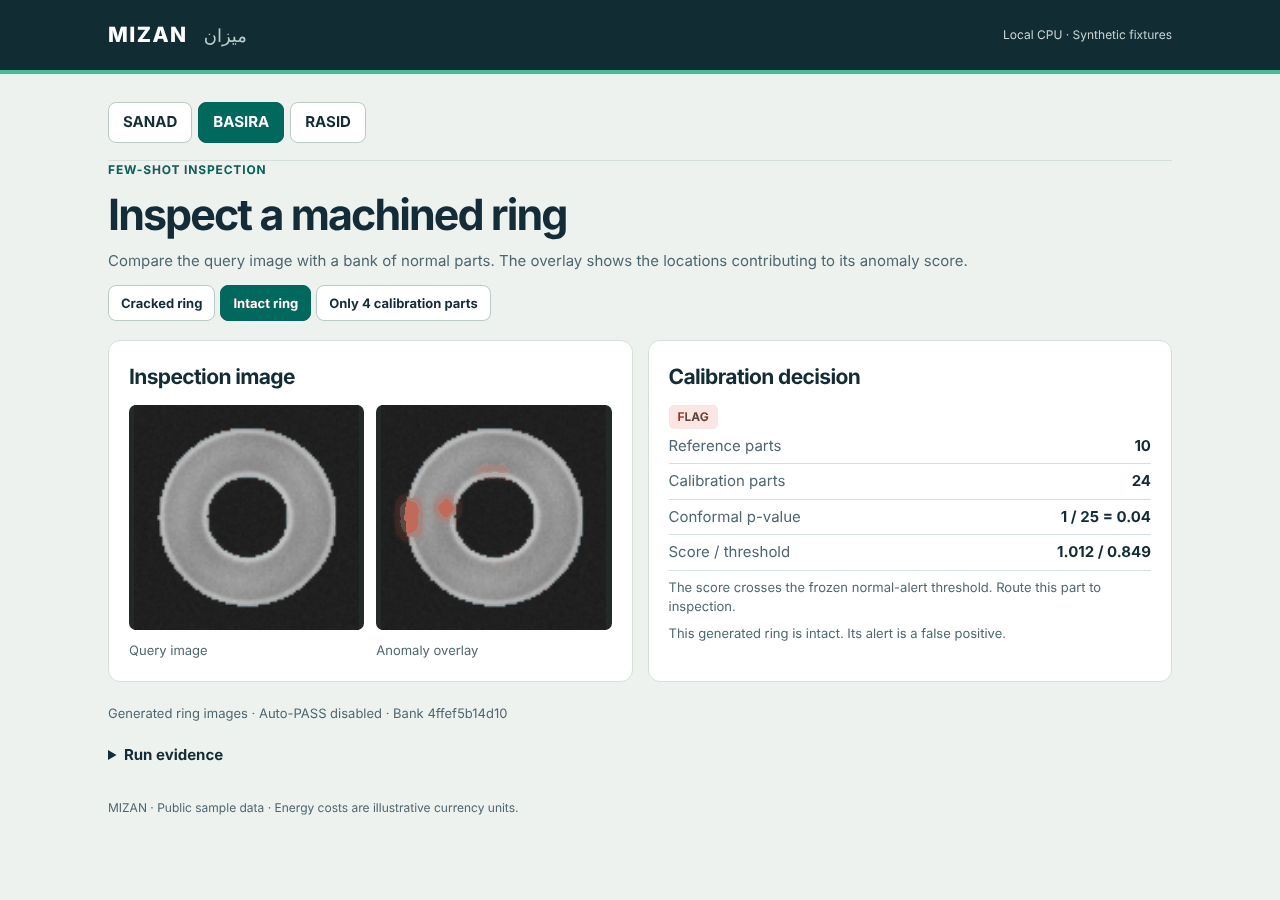 MIZAN ميزان
Local CPU · Synthetic fixtures
SANAD BASIRA RASID
FEW-SHOT INSPECTION
Inspect a machined ring
Compare the query image with a bank of normal parts. The overlay shows the locations contributing to its anomaly score.
Cracked ring Intact ring Only 4 calibration parts
Inspection image
Query image Anomaly overlay
Calibration decision
FLAG
Reference parts 10
Calibration parts 24
Conformal p-value 1 / 25 = 0.04
Score / threshold 1.012 / 0.849
The score crosses the frozen normal-alert threshold. Route this part to
inspection.
This generated ring is intact. Its alert is a false positive.
Generated ring images · Auto-PASS disabled · Bank 4ffef5b14d10
Run evidence
MIZAN · Public sample data · Energy costs are illustrative currency units.